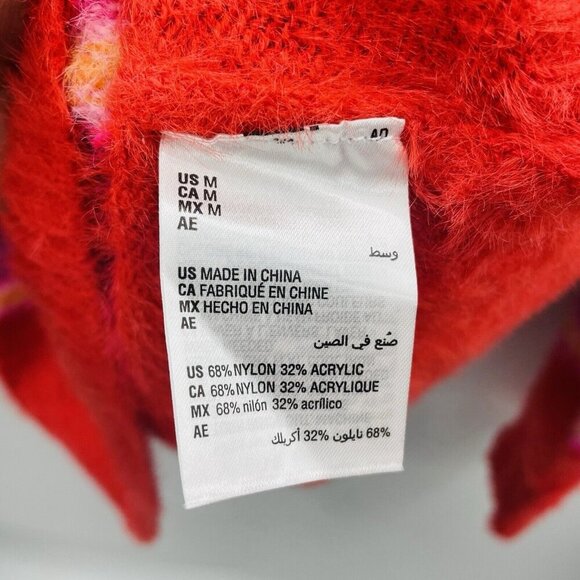 US M
CA M
MX M
AE
وسط
US MADE IN CHINA
CA FABRIQUÉ EN CHINE
MX HECHO EN CHINA
AE
صُنع في الصين
US 68% NYLON 32% ACRYLIC
CA 68% NYLON 32% ACRYLIQUE
MX 68% nilón 32% acrílico
AE
68% نايلون 32% أكريلك